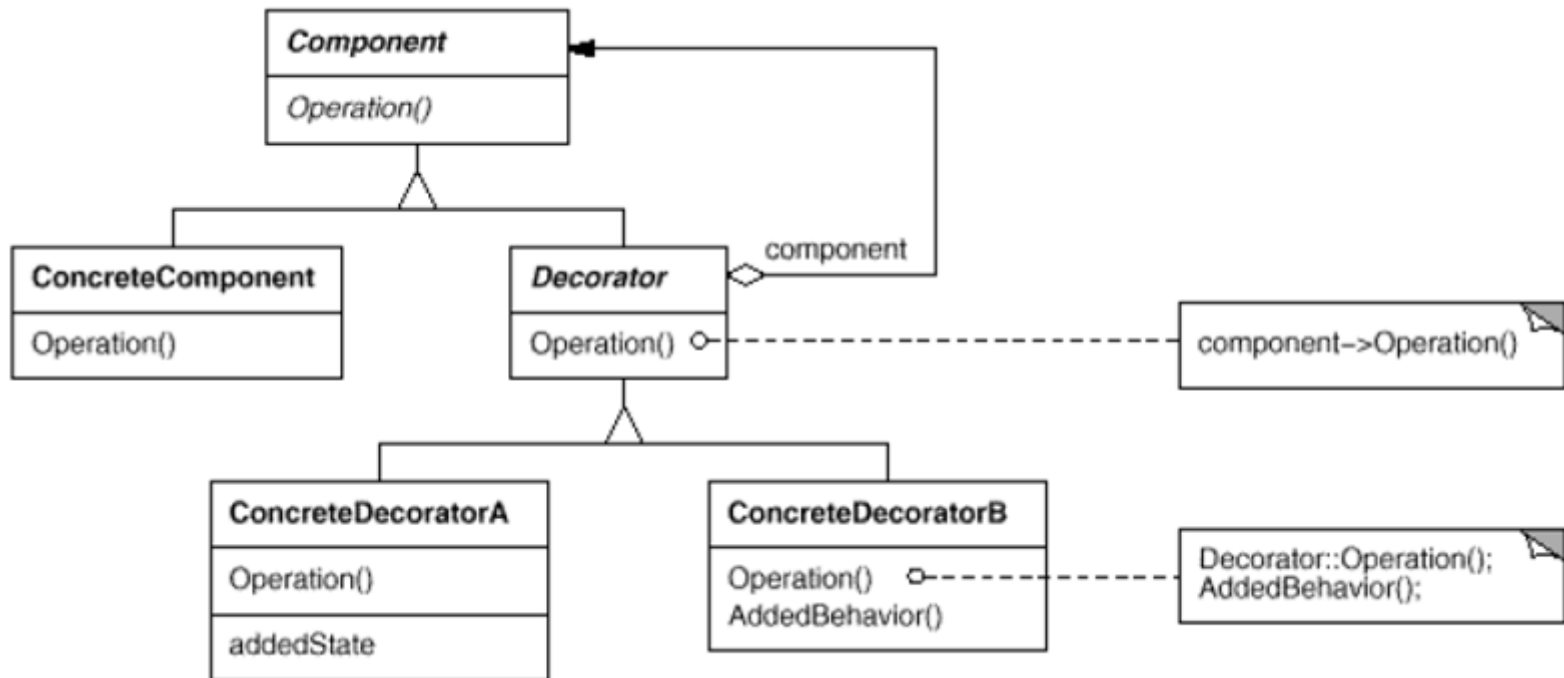 Component
Operation()
ConcreteComponent
Operation()
Decorator
Operation()
component
component->Operation()
ConcreteDecoratorA
Operation()
addedState
ConcreteDecoratorB
Operation()
AddedBehavior()
Decorator::Operation();
AddedBehavior();